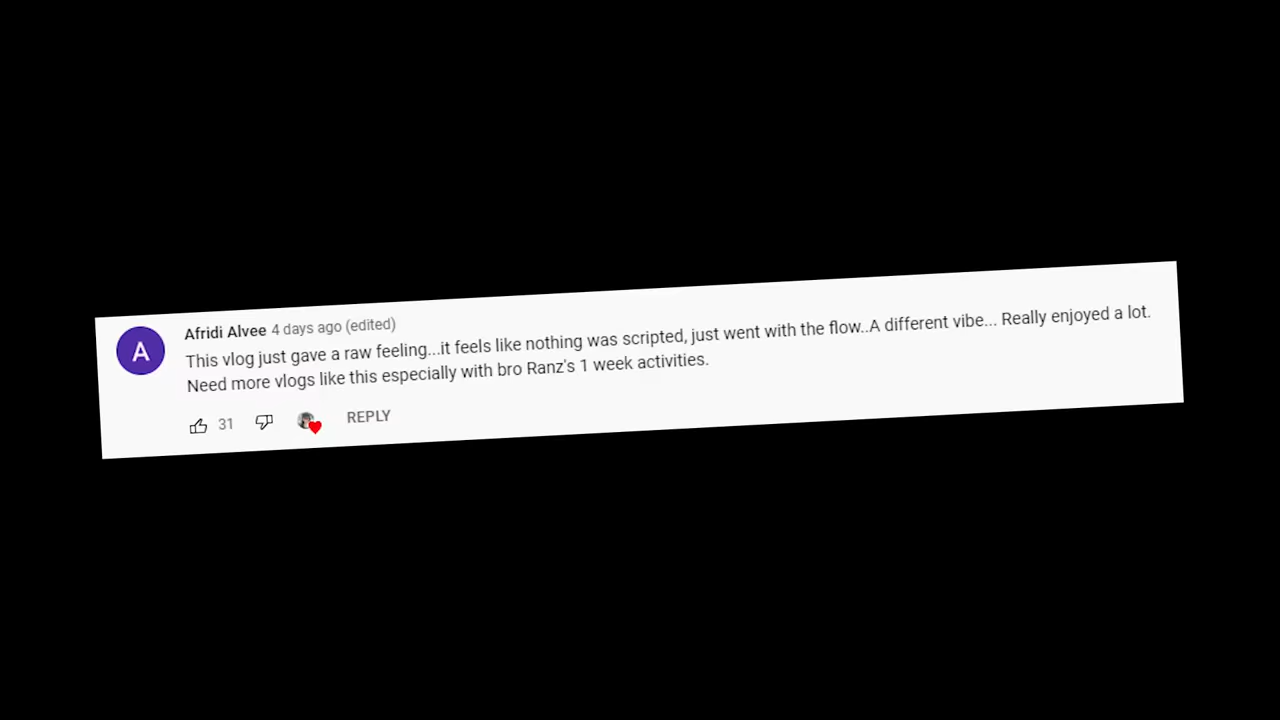 A
Afridi Alvee 4 days ago (edited)
This vlog just gave a raw feeling...it feels like nothing was scripted, just went with the flow..A different vibe... Really enjoyed a lot.
Need more vlogs like this especially with bro Ranz's 1 week activities.
31 REPLY